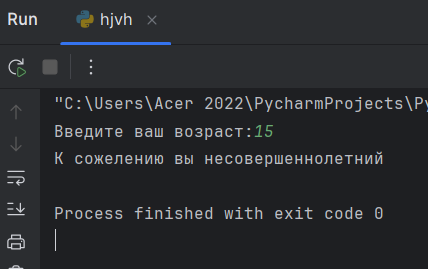 Run hjvh
"C:\Users\Acer 2022\PycharmProjects\Py
Введите ваш возраст:15
К сожелению вы несовершеннолетний
Process finished with exit code 0